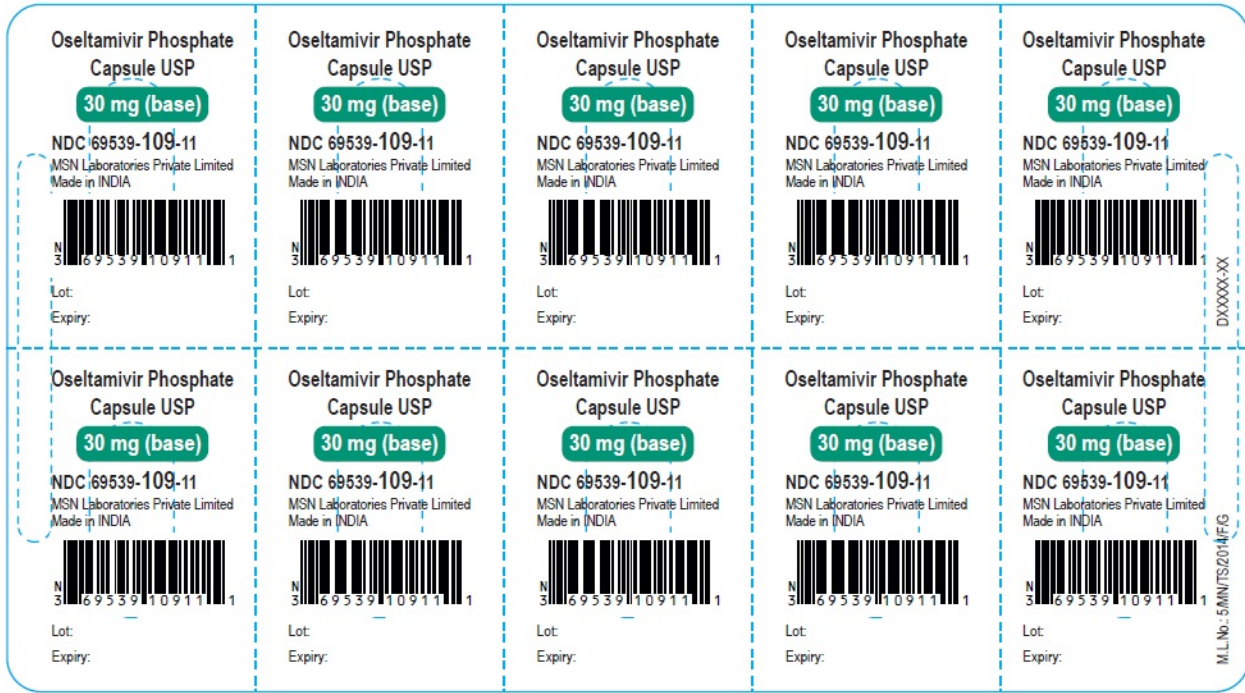 Oseltamivir Phosphate
Capsule USP
30 mg (base)
NDC 69539-109-11
MSN Laboratories Private Limited
Made in INDIA
N
3 69539 10911 1
Lot:
Expiry:
Oseltamivir Phosphate
Capsule USP
30 mg (base)
NDC 69539-109-11
MSN Laboratories Private Limited
Made in INDIA
N
3 69539 10911 1
Lot:
Expiry:
Oseltamivir Phosphate
Capsule USP
30 mg (base)
NDC 69539-109-11
MSN Laboratories Private Limited
Made in INDIA
N
3 69539 10911 1
Lot:
Expiry:
Oseltamivir Phosphate
Capsule USP
30 mg (base)
NDC 69539-109-11
MSN Laboratories Private Limited
Made in INDIA
N
3 69539 10911 1
Lot:
Expiry:
Oseltamivir Phosphate
Capsule USP
30 mg (base)
NDC 69539-109-11
MSN Laboratories Private Limited
Made in INDIA
N
3 69539 10911 1
Lot:
Expiry:
DXXXX-XX
Oseltamivir Phosphate
Capsule USP
30 mg (base)
NDC 69539-109-11
MSN Laboratories Private Limited
Made in INDIA
N
3 69539 10911 1
Lot:
Expiry:
Oseltamivir Phosphate
Capsule USP
30 mg (base)
NDC 69539-109-11
MSN Laboratories Private Limited
Made in INDIA
N
3 69539 10911 1
Lot:
Expiry:
Oseltamivir Phosphate
Capsule USP
30 mg (base)
NDC 69539-109-11
MSN Laboratories Private Limited
Made in INDIA
N
3 69539 10911 1
Lot:
Expiry:
Oseltamivir Phosphate
Capsule USP
30 mg (base)
NDC 69539-109-11
MSN Laboratories Private Limited
Made in INDIA
N
3 69539 10911 1
Lot:
Expiry:
Oseltamivir Phosphate
Capsule USP
30 mg (base)
NDC 69539-109-11
MSN Laboratories Private Limited
Made in INDIA
N
3 69539 10911 1
Lot:
Expiry:
M.L.No.: 5/MN/TS/2014/F/G